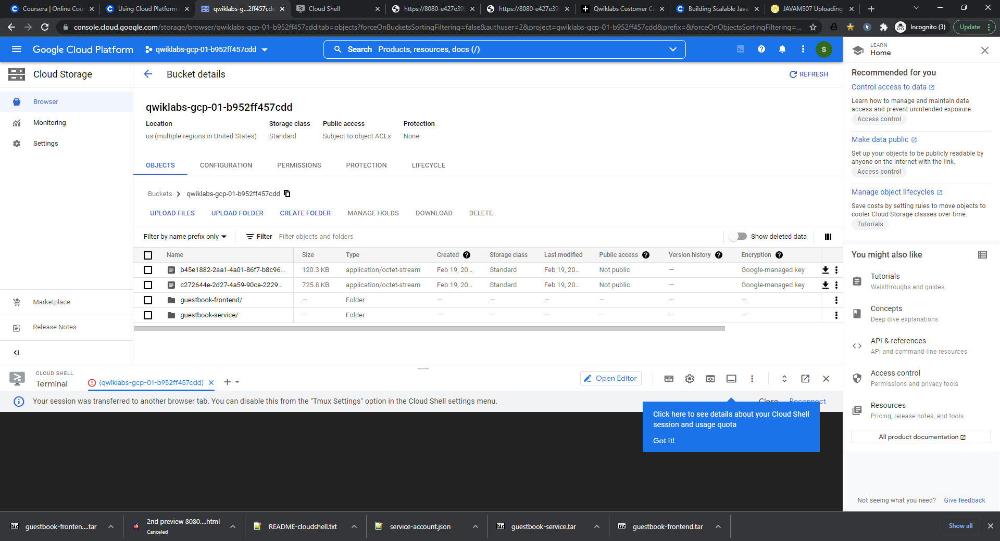 Coursera | Online Cou
Using Cloud Platform
qwiklabs-g...2ff457cdd
Cloud Shell
https://8080-e427e39
https://8080-e427e39
Qwiklabs Customer Ca
Building Scalable Java
JAVAMS07 Uploading
console.cloud.google.com/storage/browser/qwiklabs-gcp-01-b952ff457cdd;tab=objects?forceOnBucketsSortingFiltering=false&authuser=2&project=qwiklabs-gcp-01-b952ff457cdd&prefix=&forceOnObjectsSortingFiltering=...
Incognito (3)
Update
Google Cloud Platform
qwiklabs-gcp-01-b952ff457cdd
Search Products, resources, docs (/)
S
LEARN
Home
Cloud Storage
Bucket details
REFRESH
Browser
Monitoring
Settings
Marketplace
Release Notes
qwiklabs-gcp-01-b952ff457cdd
Location Storage class Public access Protection
us (multiple regions in United States) Standard Subject to object ACLs None
OBJECTS CONFIGURATION PERMISSIONS PROTECTION LIFECYCLE
Buckets > qwiklabs-gcp-01-b952ff457cdd
UPLOAD FILES UPLOAD FOLDER CREATE FOLDER MANAGE HOLDS DOWNLOAD DELETE
Filter by name prefix only Filter Filter objects and folders Show deleted data
Name Size Type Created Storage class Last modified Public access Version history Encryption
b45e1882-2aa1-4a01-86f7-b8c96... 120.3 KB application/octet-stream Feb 19, 20... Standard Feb 19, 20... Not public — Google-managed key
c272644e-2d27-4a59-90ce-2229... 725.8 KB application/octet-stream Feb 19, 20... Standard Feb 19, 20... Not public — Google-managed key
guestbook-frontend/ — Folder — — — — — —
guestbook-service/ — Folder — — — — — —
Recommended for you
Control access to data
Learn how to manage and maintain data
access and prevent unintended exposure.
Access control
Make data public
Set up your objects to be publicly readable by
anyone on the internet with the link.
Access control
Manage object lifecycles
Save costs by setting rules to move objects to
cooler Cloud Storage classes over time.
Tutorials
You might also like
Tutorials
Walkthroughs and guides
Concepts
Deep dive explanations
API & references
API and command-line resources
Access control
Permissions and privacy tools
Resources
Pricing, release notes, and tools
All product documentation
Not seeing what you need? Give feedback
CLOUD SHELL
Terminal
(qwiklabs-gcp-01-b952ff457cdd)
Open Editor
Your session was transferred to another browser tab. You can disable this from the "Tmux Settings" option in the Cloud Shell settings menu.
Close Reconnect
Click here to see details about your Cloud Shell
session and usage quota
Got it!
guestbook-fronten....tar
2nd preview 8080....html
Canceled
README-cloudshell.txt
service-account.json
guestbook-service.tar
guestbook-frontend.tar
Show all